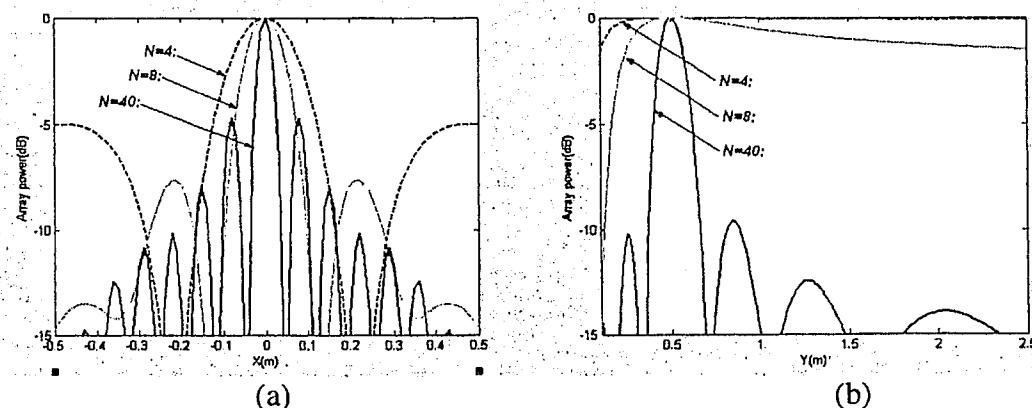 N=4;
N=8;
N=40;
Array power(dB)
0
-5
-10
-15
-0.5
0.4
-0.3
-0.2
-0.1
0
0.1
0.2
0.3
0.4
0.5
X(m)
(a)
N=4;
N=8;
N=40;
Array power(dB)
0
-5
-10
-15
0.5
1
1.5
2
2.5
Y(m)
(b)